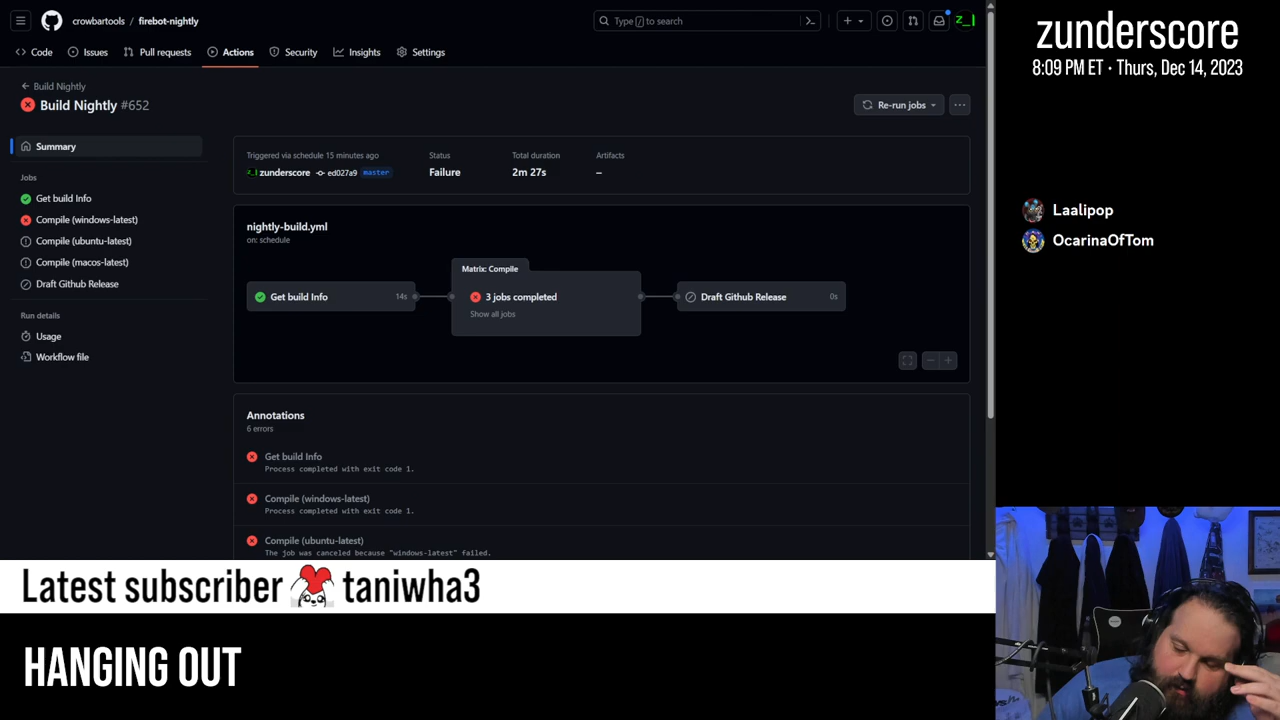 crowbartools / firebot-nightly
Type / to search
Code
Issues
Pull requests
Actions
Security
Insights
Settings
Build Nightly
Build Nightly #652
Re-run jobs
Summary
Jobs
Get build Info
Compile (windows-latest)
Compile (ubuntu-latest)
Compile (macos-latest)
Draft Github Release
Run details
Usage
Workflow file
Triggered via schedule 15 minutes ago
zunderscore ed027a9 master
Status
Failure
Total duration
2m 27s
Artifacts
–
nightly-build.yml
on: schedule
Get build Info 14s
Matrix: Compile
3 jobs completed
Show all jobs
Draft Github Release 0s
Annotations
6 errors
Get build Info
Process completed with exit code 1.
Compile (windows-latest)
Process completed with exit code 1.
Compile (ubuntu-latest)
The job was canceled because "windows-latest" failed.
zunderscore
8:09 PM ET • Thurs, Dec 14, 2023
Laalipop
OcarinaOfTom
Latest subscriber taniwha3
HANGING OUT